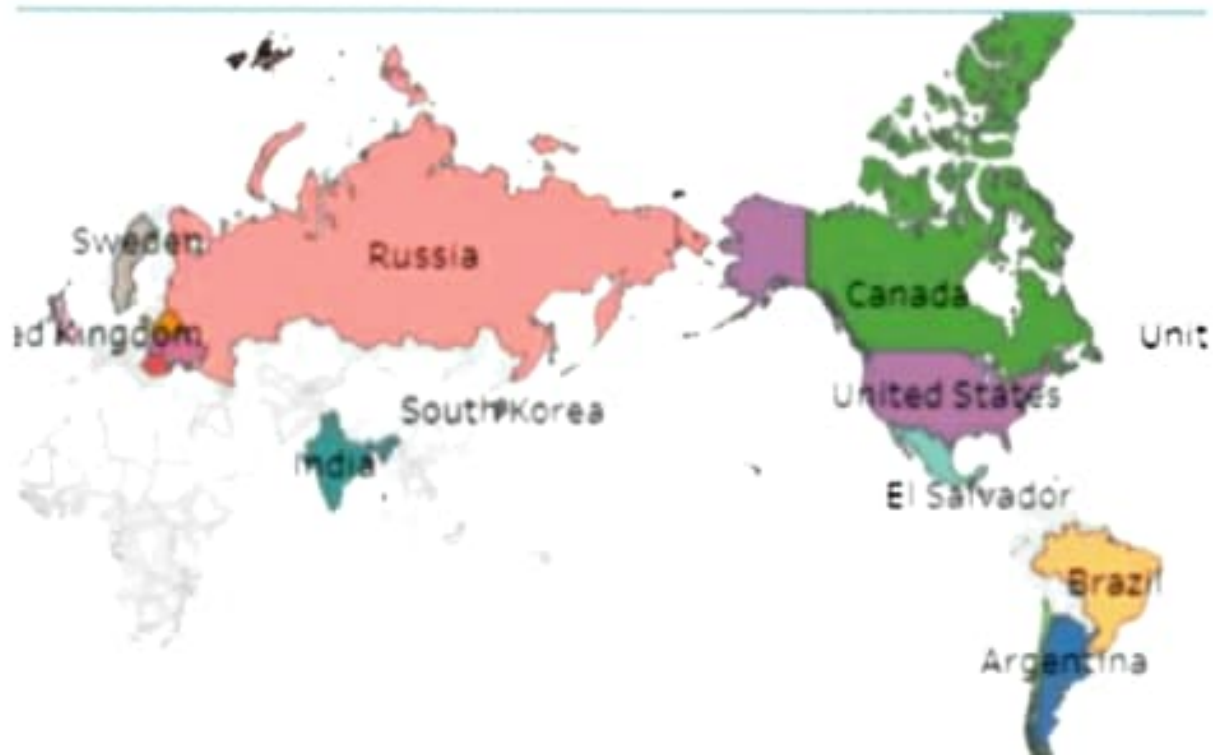 Sweden
Russia
ed Kingdom
Canada
Unit
United States
South Korea
India
El Salvador
Brazil
Argentina